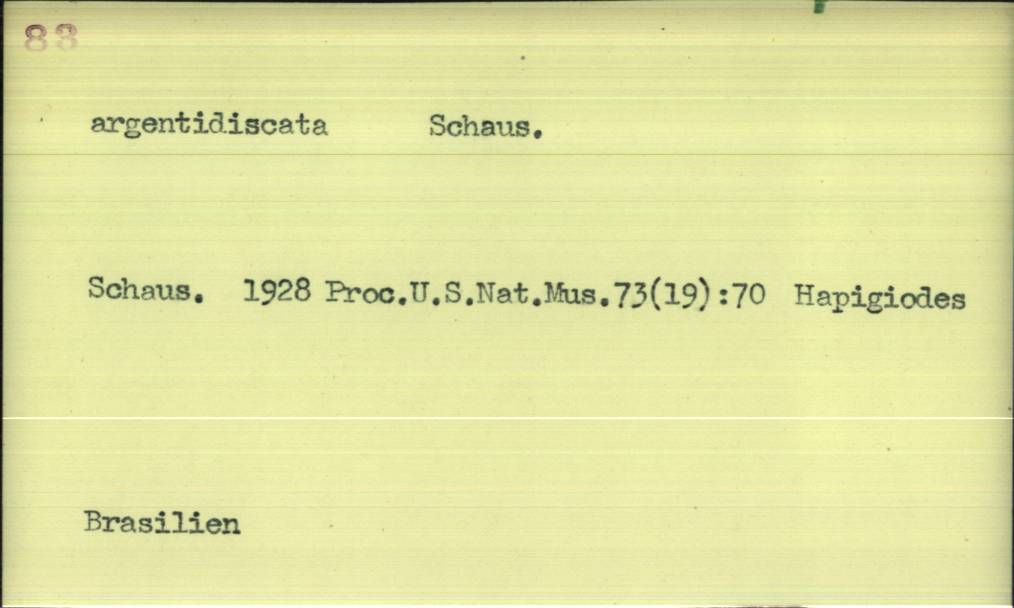 83
argentidiscata Schaus.
Schaus. 1928 Proc.U.S.Nat.Mus.73(19):70 Hapigiodes
Brasilien